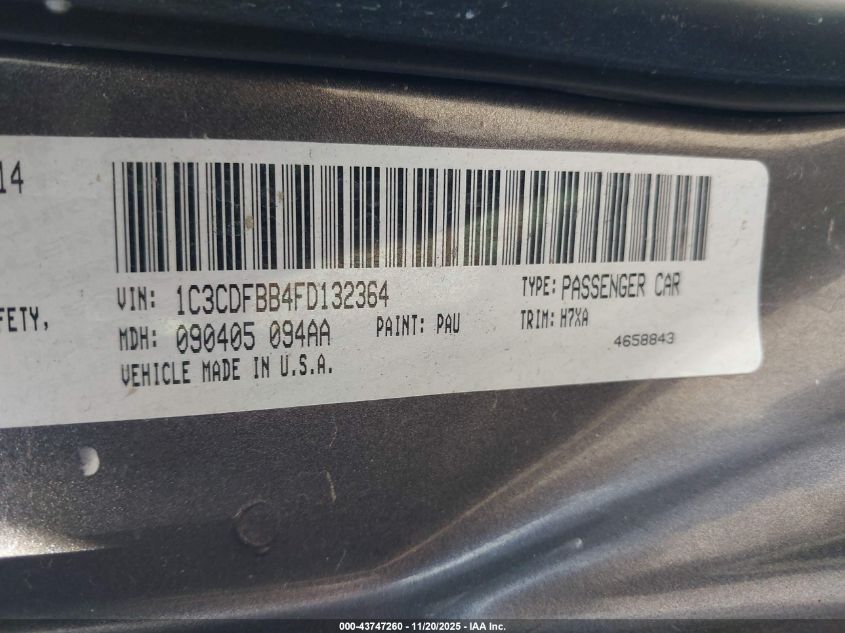 14
FETY,
VIN: 1C3CDFBB4FD132364
TYPE: PASSENGER CAR
MDH: 090405 094AA
PAINT: PAU
TRIM: H7XA
4658843
VEHICLE MADE IN U.S.A.
000-43747260 - 11/20/2025 - IAA Inc.